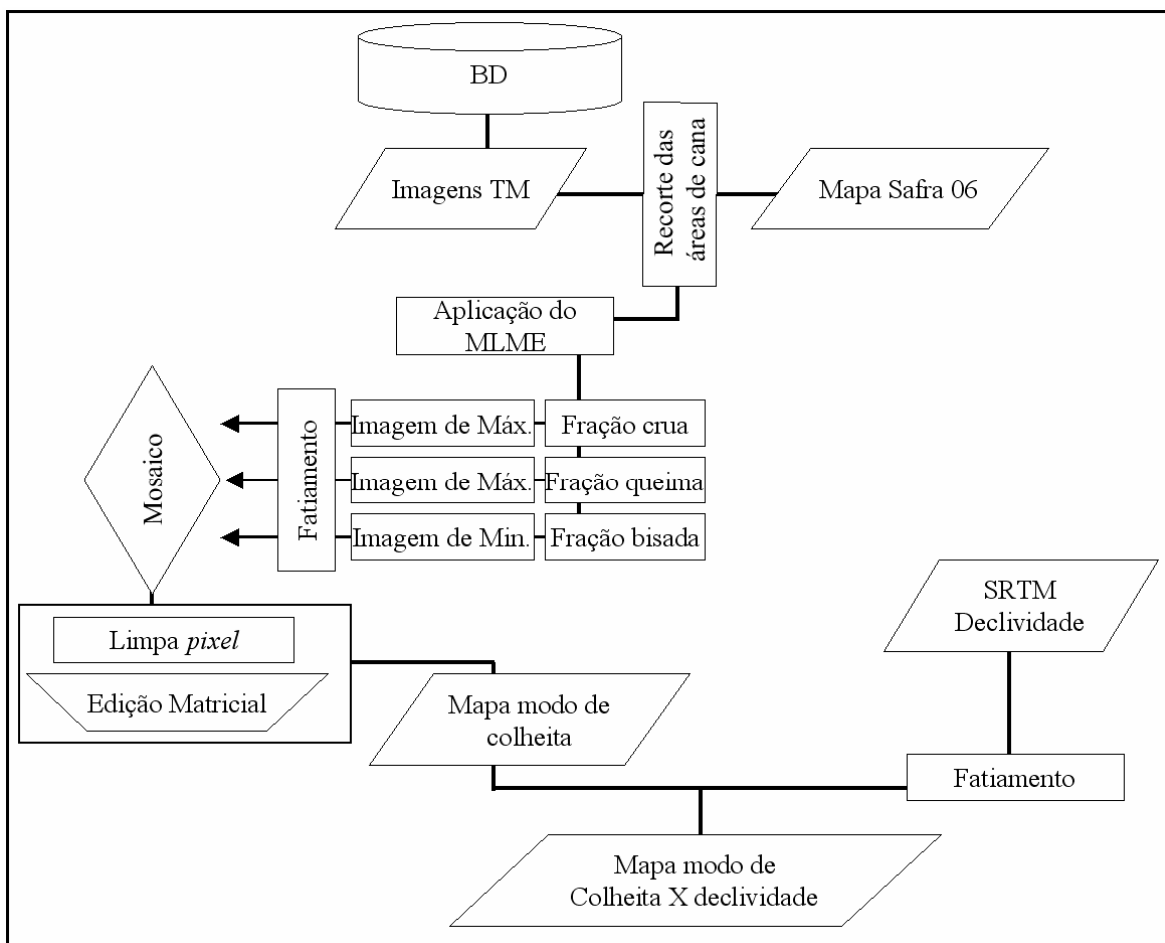 BD
Imagens TM
Recorte das
áreas de cana
Mapa Safra 06
Aplicação do
MLME
Mosaico
Fatiamento
Imagem de Máx.
Fração crua
Imagem de Máx.
Fração queima
Imagem de Min.
Fração bisada
Limpa pixel
Edição Matricial
Mapa modo de
colheita
SRTM
Declividade
Fatiamento
Mapa modo de
Colheita X declividade